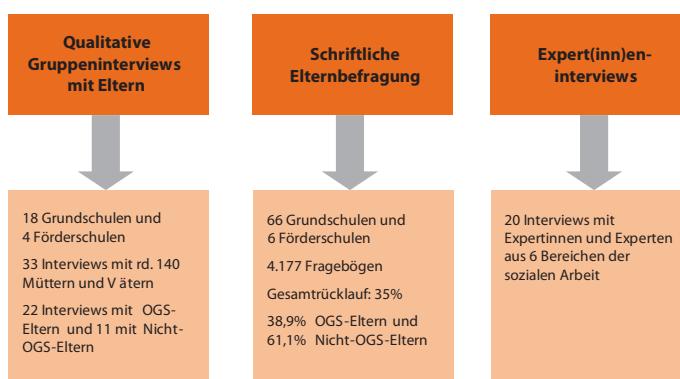 Qualitative
Gruppeninterviews
mit Eltern
18 Grundschulen und
4 Förderschulen
33 Interviews mit rd. 140
Müttern und V ätern
22 Interviews mit OGS-
Eltern und 11 mit Nicht-
OGS-Eltern
Schriftliche
Elternbefragung
66 Grundschulen und
6 Förderschulen
4.177 Fragebögen
Gesamtrücklauf: 35%
38,9% OGS-Eltern und
61,1% Nicht-OGS-Eltern
Expert(inn)en-
interviews
20 Interviews mit
Expertinnen und Experten
aus 6 Bereichen der
sozialen Arbeit